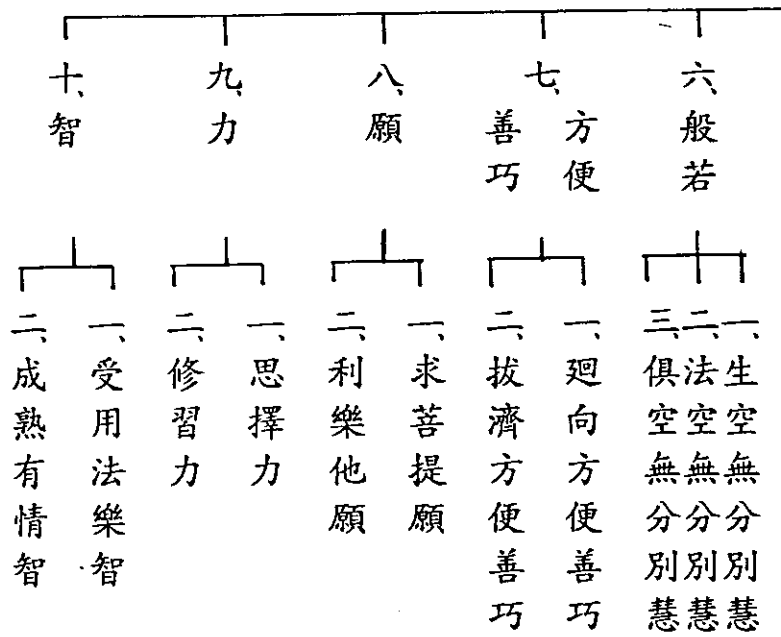 六、般若
一、生空無分別慧
二、法空無分別慧
三、俱空無分別慧
七、方便善巧
一、廻向方便善巧
二、拔濟方便善巧
八、願
一、求菩提願
二、利樂他願
九、力
一、思擇力
二、修習力
十、智
一、受用法樂智
二、成熟有情智